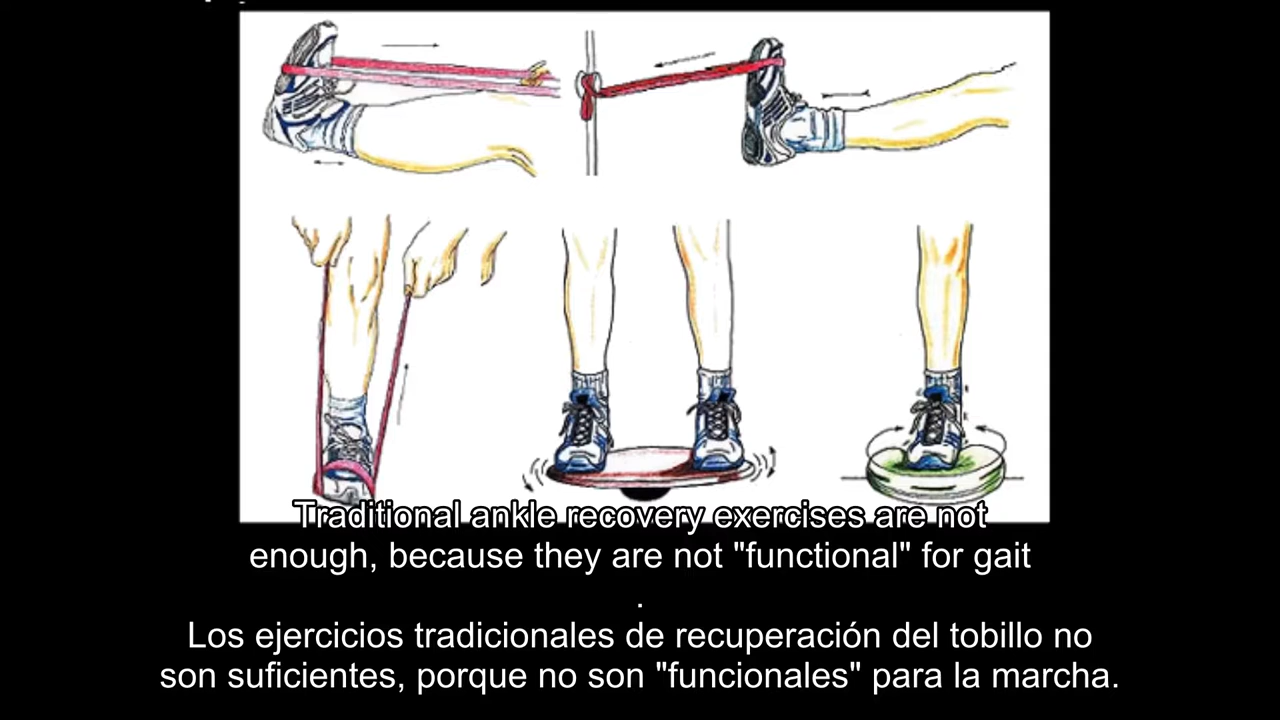 Traditional ankle recovery exercises are not
enough, because they are not "functional" for gait
.
Los ejercicios tradicionales de recuperación del tobillo no
son suficientes, porque no son "funcionales" para la marcha.